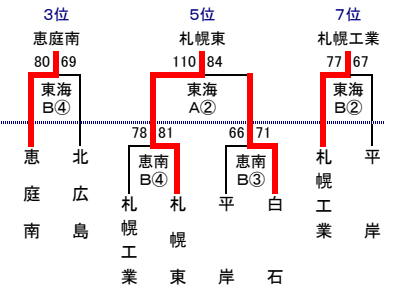 3位 5位 7位
恵庭南 札幌東 札幌工業
80 69 110 84 77 67
東海 東海 東海
B④ A② B②
78 81 66 71
恵南 恵南
B④ B③
恵庭南 北広島 札幌工業 札幌東 平岸 白石 札幌工業 平岸